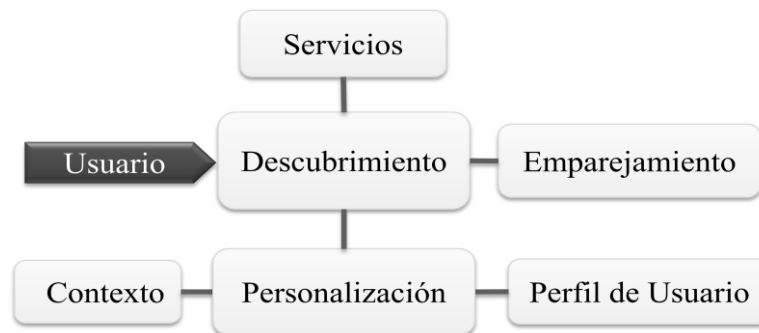 Servicios
Usuario
Descubrimiento
Emparejamiento
Contexto
Personalización
Perfil de Usuario